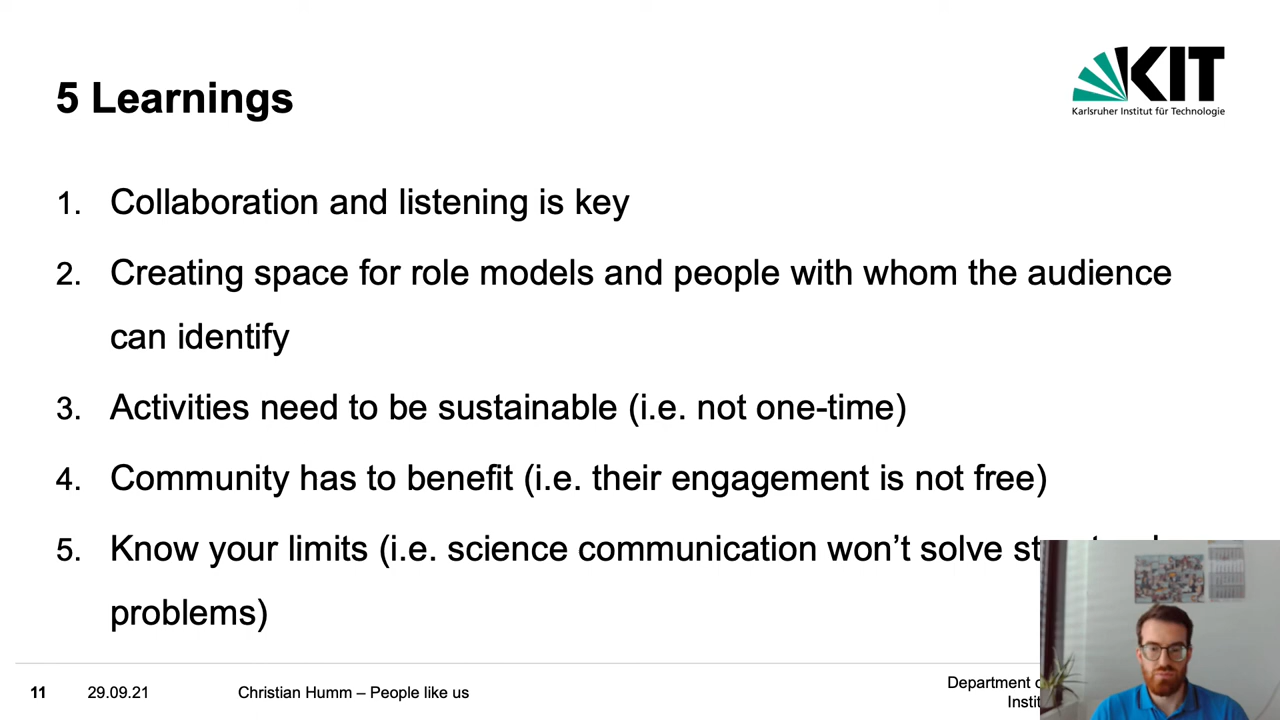 5 Learnings
KIT
Karlsruher Institut für Technologie
1. Collaboration and listening is key
2. Creating space for role models and people with whom the audience
can identify
3. Activities need to be sustainable (i.e. not one-time)
4. Community has to benefit (i.e. their engagement is not free)
5. Know your limits (i.e. science communication won’t solve
problems)
11 29.09.21 Christian Humm – People like us
Department